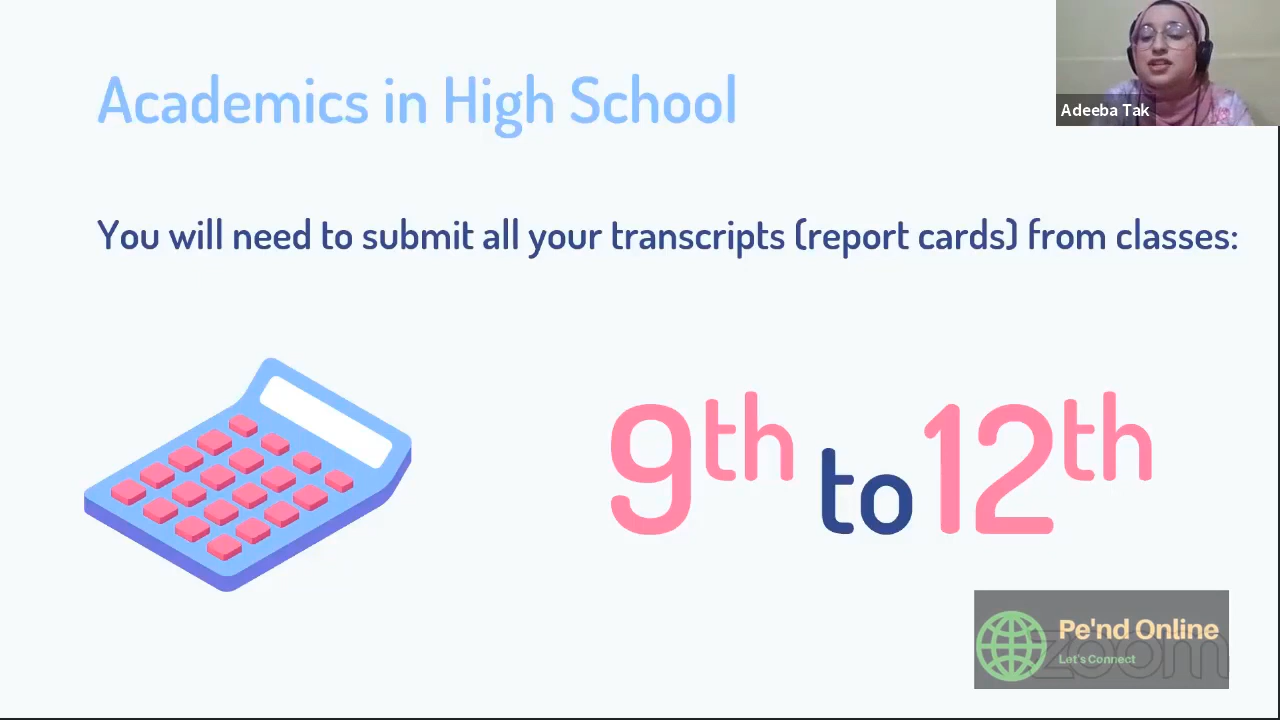 Academics in High School
Adeeba Tak
You will need to submit all your transcripts (report cards) from classes:
9th to 12th
Pe'nd Online
zoom
Let's Connect